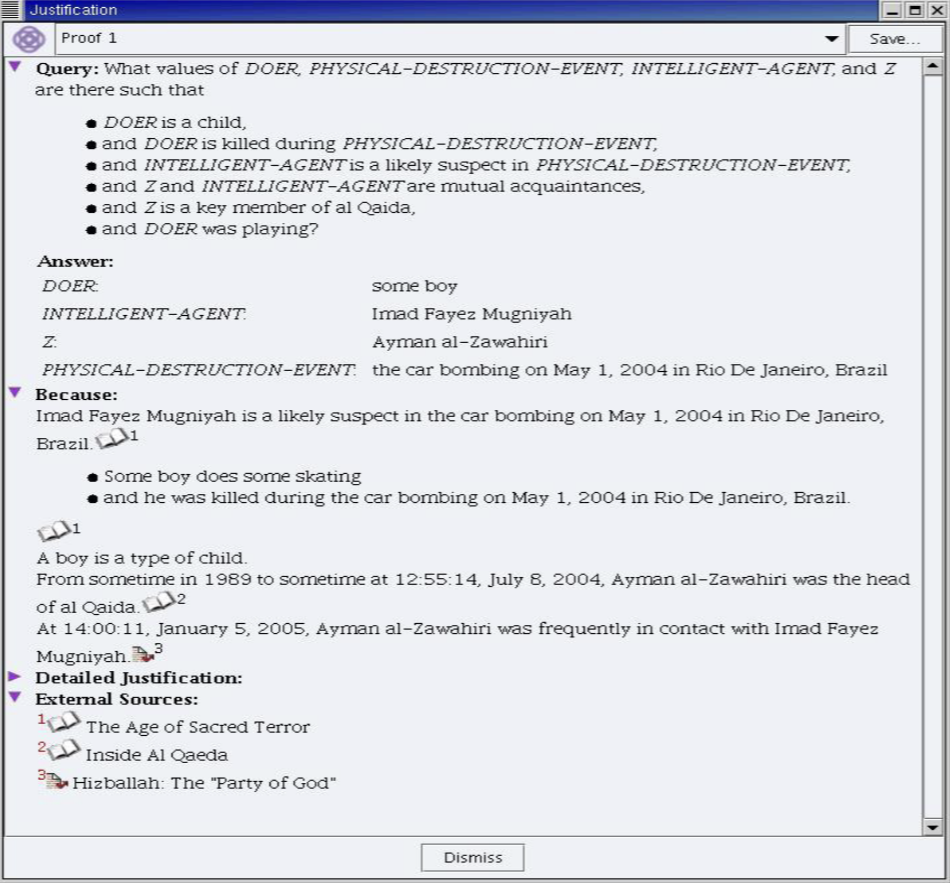 Justification
Proof 1
Save...
Query: What values of DOER, PHYSICAL-DESTRUCTION-EVENT, INTELLIGENT-AGENT, and Z
are there such that
● DOER is a child,
● and DOER is killed during PHYSICAL-DESTRUCTION-EVENT,
● and INTELLIGENT-AGENT is a likely suspect in PHYSICAL-DESTRUCTION-EVENT,
● and Z and INTELLIGENT-AGENT are mutual acquaintances,
● and Z is a key member of al Qaida,
● and DOER was playing?
Answer:
DOER: some boy
INTELLIGENT-AGENT: Imad Fayez Mugniyah
Z: Ayman al-Zawahiri
PHYSICAL-DESTRUCTION-EVENT: the car bombing on May 1, 2004 in Rio De Janeiro, Brazil
Because:
Imad Fayez Mugniyah is a likely suspect in the car bombing on May 1, 2004 in Rio De Janeiro,
Brazil. 1
● Some boy does some skating
● and he was killed during the car bombing on May 1, 2004 in Rio De Janeiro, Brazil.
1
A boy is a type of child.
From sometime in 1989 to sometime at 12:55:14, July 8, 2004, Ayman al-Zawahiri was the head
of al Qaida. 2
At 14:00:11, January 5, 2005, Ayman al-Zawahiri was frequently in contact with Imad Fayez
Mugniyah. 3
Detailed Justification:
External Sources:
1 The Age of Sacred Terror
2 Inside Al Qaeda
3 Hizballah: The "Party of God"
Dismiss